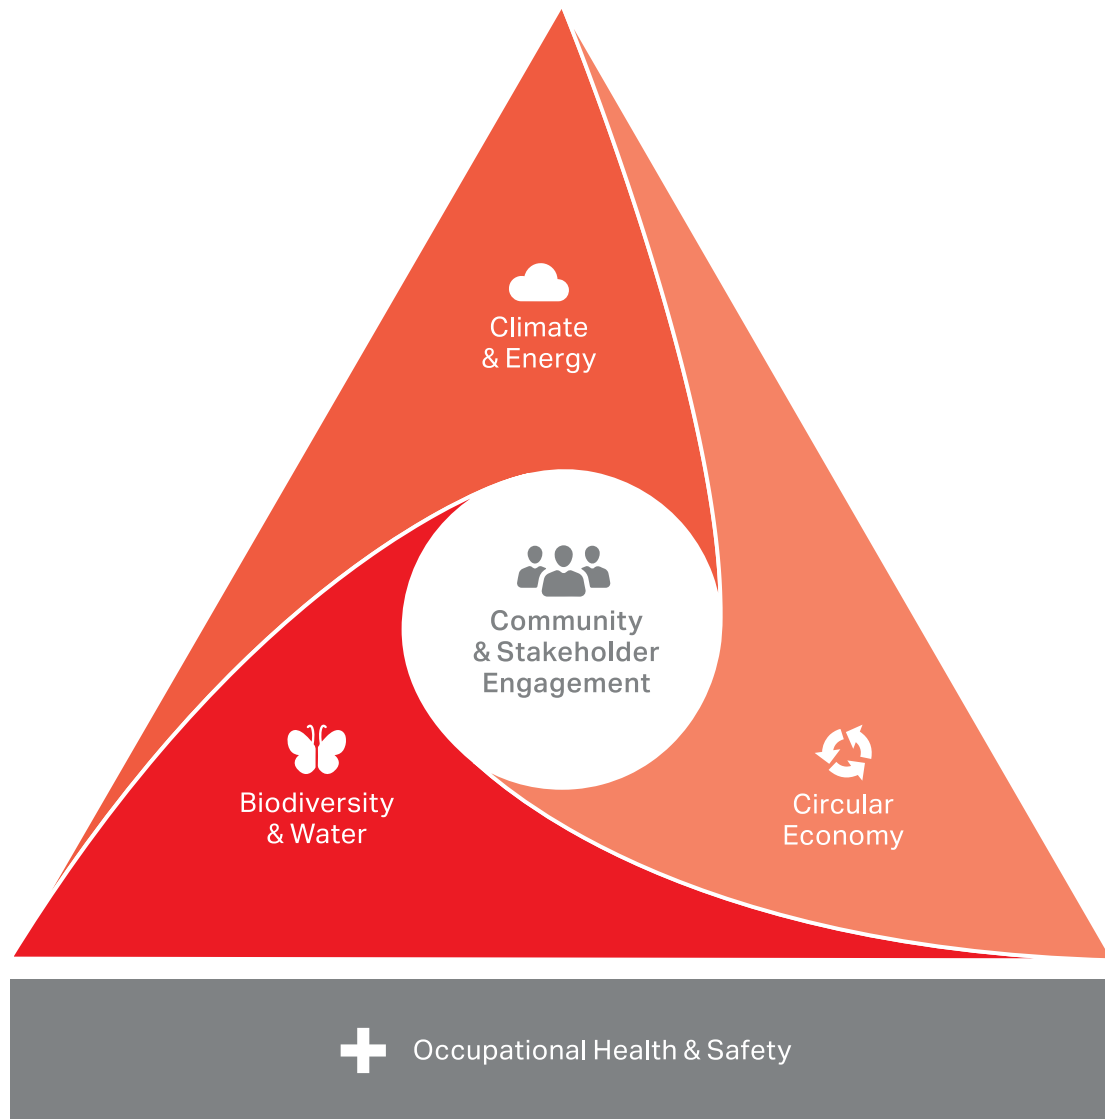 Climate
& Energy
Community
& Stakeholder
Engagement
Biodiversity
& Water
Circular
Economy
Occupational Health & Safety